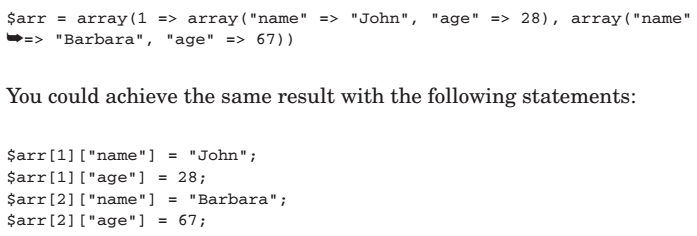 $arr = array(1 => array("name" => "John", "age" => 28), array("name"
➥=> "Barbara", "age" => 67))
You could achieve the same result with the following statements:
$arr[1]["name"] = "John";
$arr[1]["age"] = 28;
$arr[2]["name"] = "Barbara";
$arr[2]["age"] = 67;